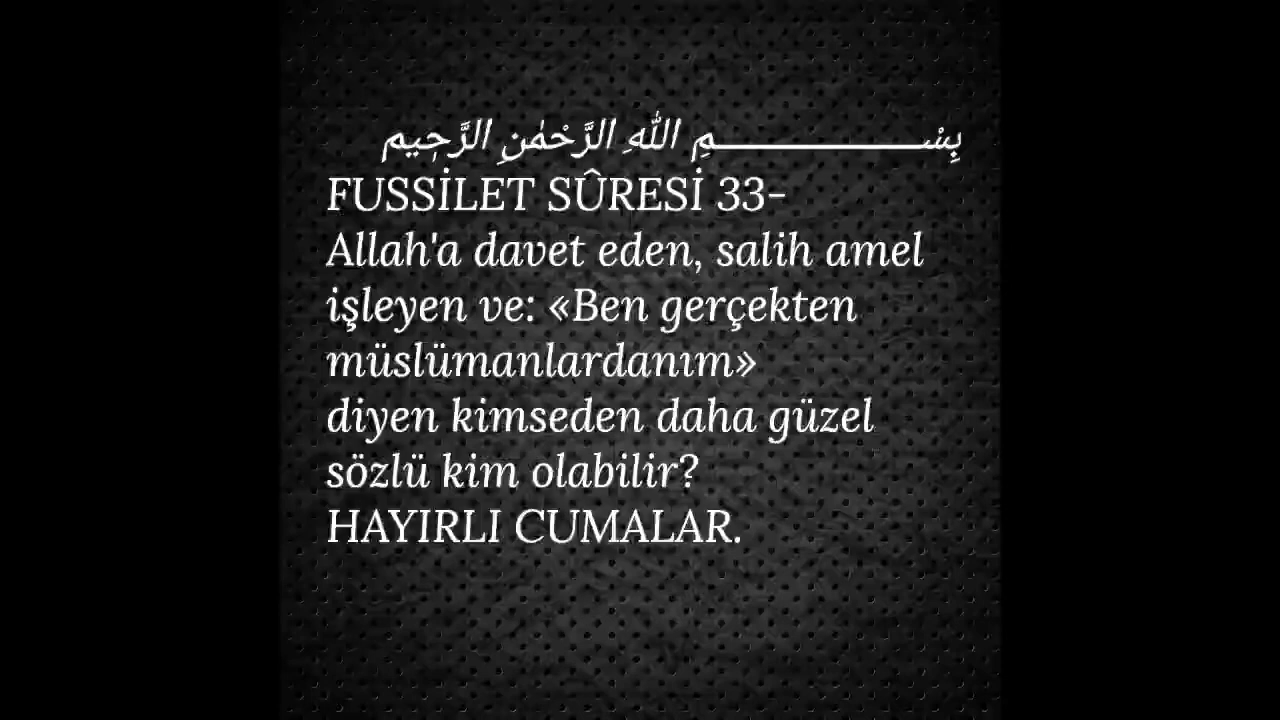 بِسْــــــــــــــــــمِ اللّٰهِ الرَّحْمٰنِ الرَّحٖيمِ
FUSSİLET SÛRESİ 33-
Allah'a davet eden, salih amel
işleyen ve: «Ben gerçekten
müslümanlardanım»
diyen kimseden daha güzel
sözlü kim olabilir?
HAYIRLI CUMALAR.